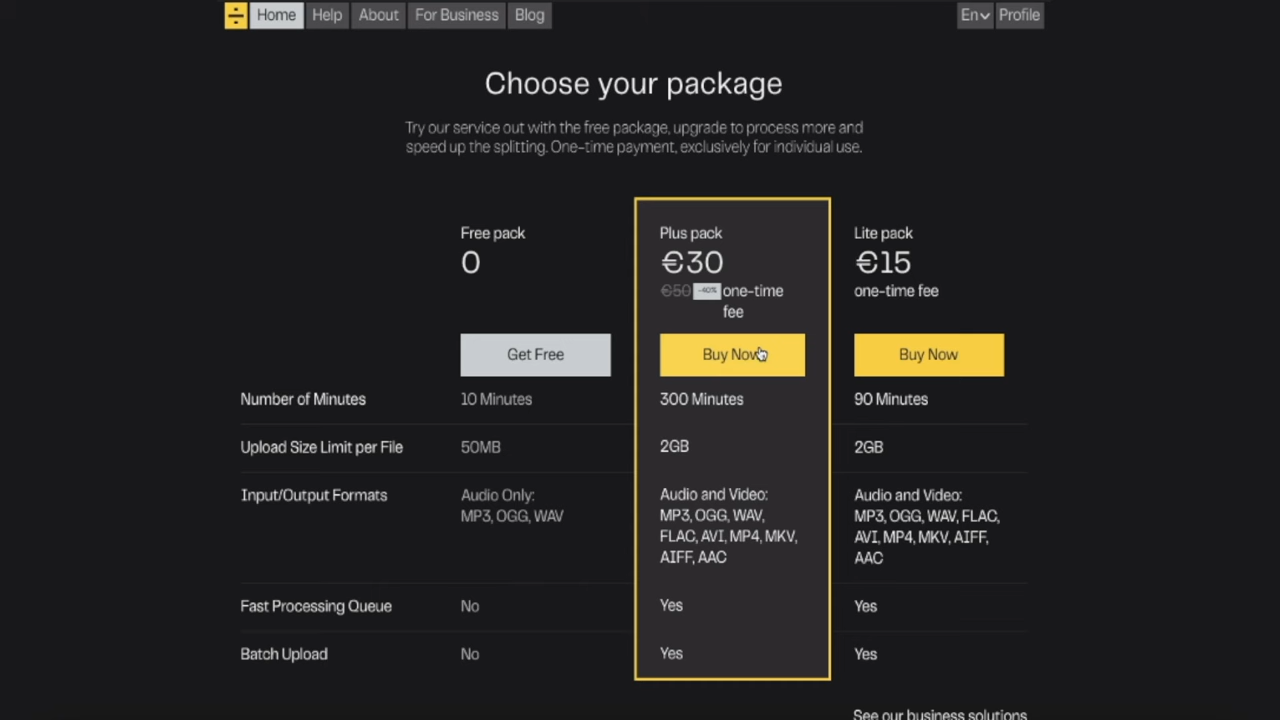 Home Help About For Business Blog En Profile
Choose your package
Try our service out with the free package, upgrade to process more and
speed up the splitting. One-time payment, exclusively for individual use.
Free pack
0
Get Free
Plus pack
€30
€50 -40% one-time
fee
Buy Now
Lite pack
€15
one-time fee
Buy Now
Number of Minutes 10 Minutes 300 Minutes 90 Minutes
Upload Size Limit per File 50MB 2GB 2GB
Input/Output Formats
Audio Only:
MP3, OGG, WAV
Audio and Video:
MP3, OGG, WAV,
FLAC, AVI, MP4, MKV,
AIFF, AAC
Audio and Video:
MP3, OGG, WAV, FLAC,
AVI, MP4, MKV, AIFF,
AAC
Fast Processing Queue No Yes Yes
Batch Upload No Yes Yes
See our business solutions